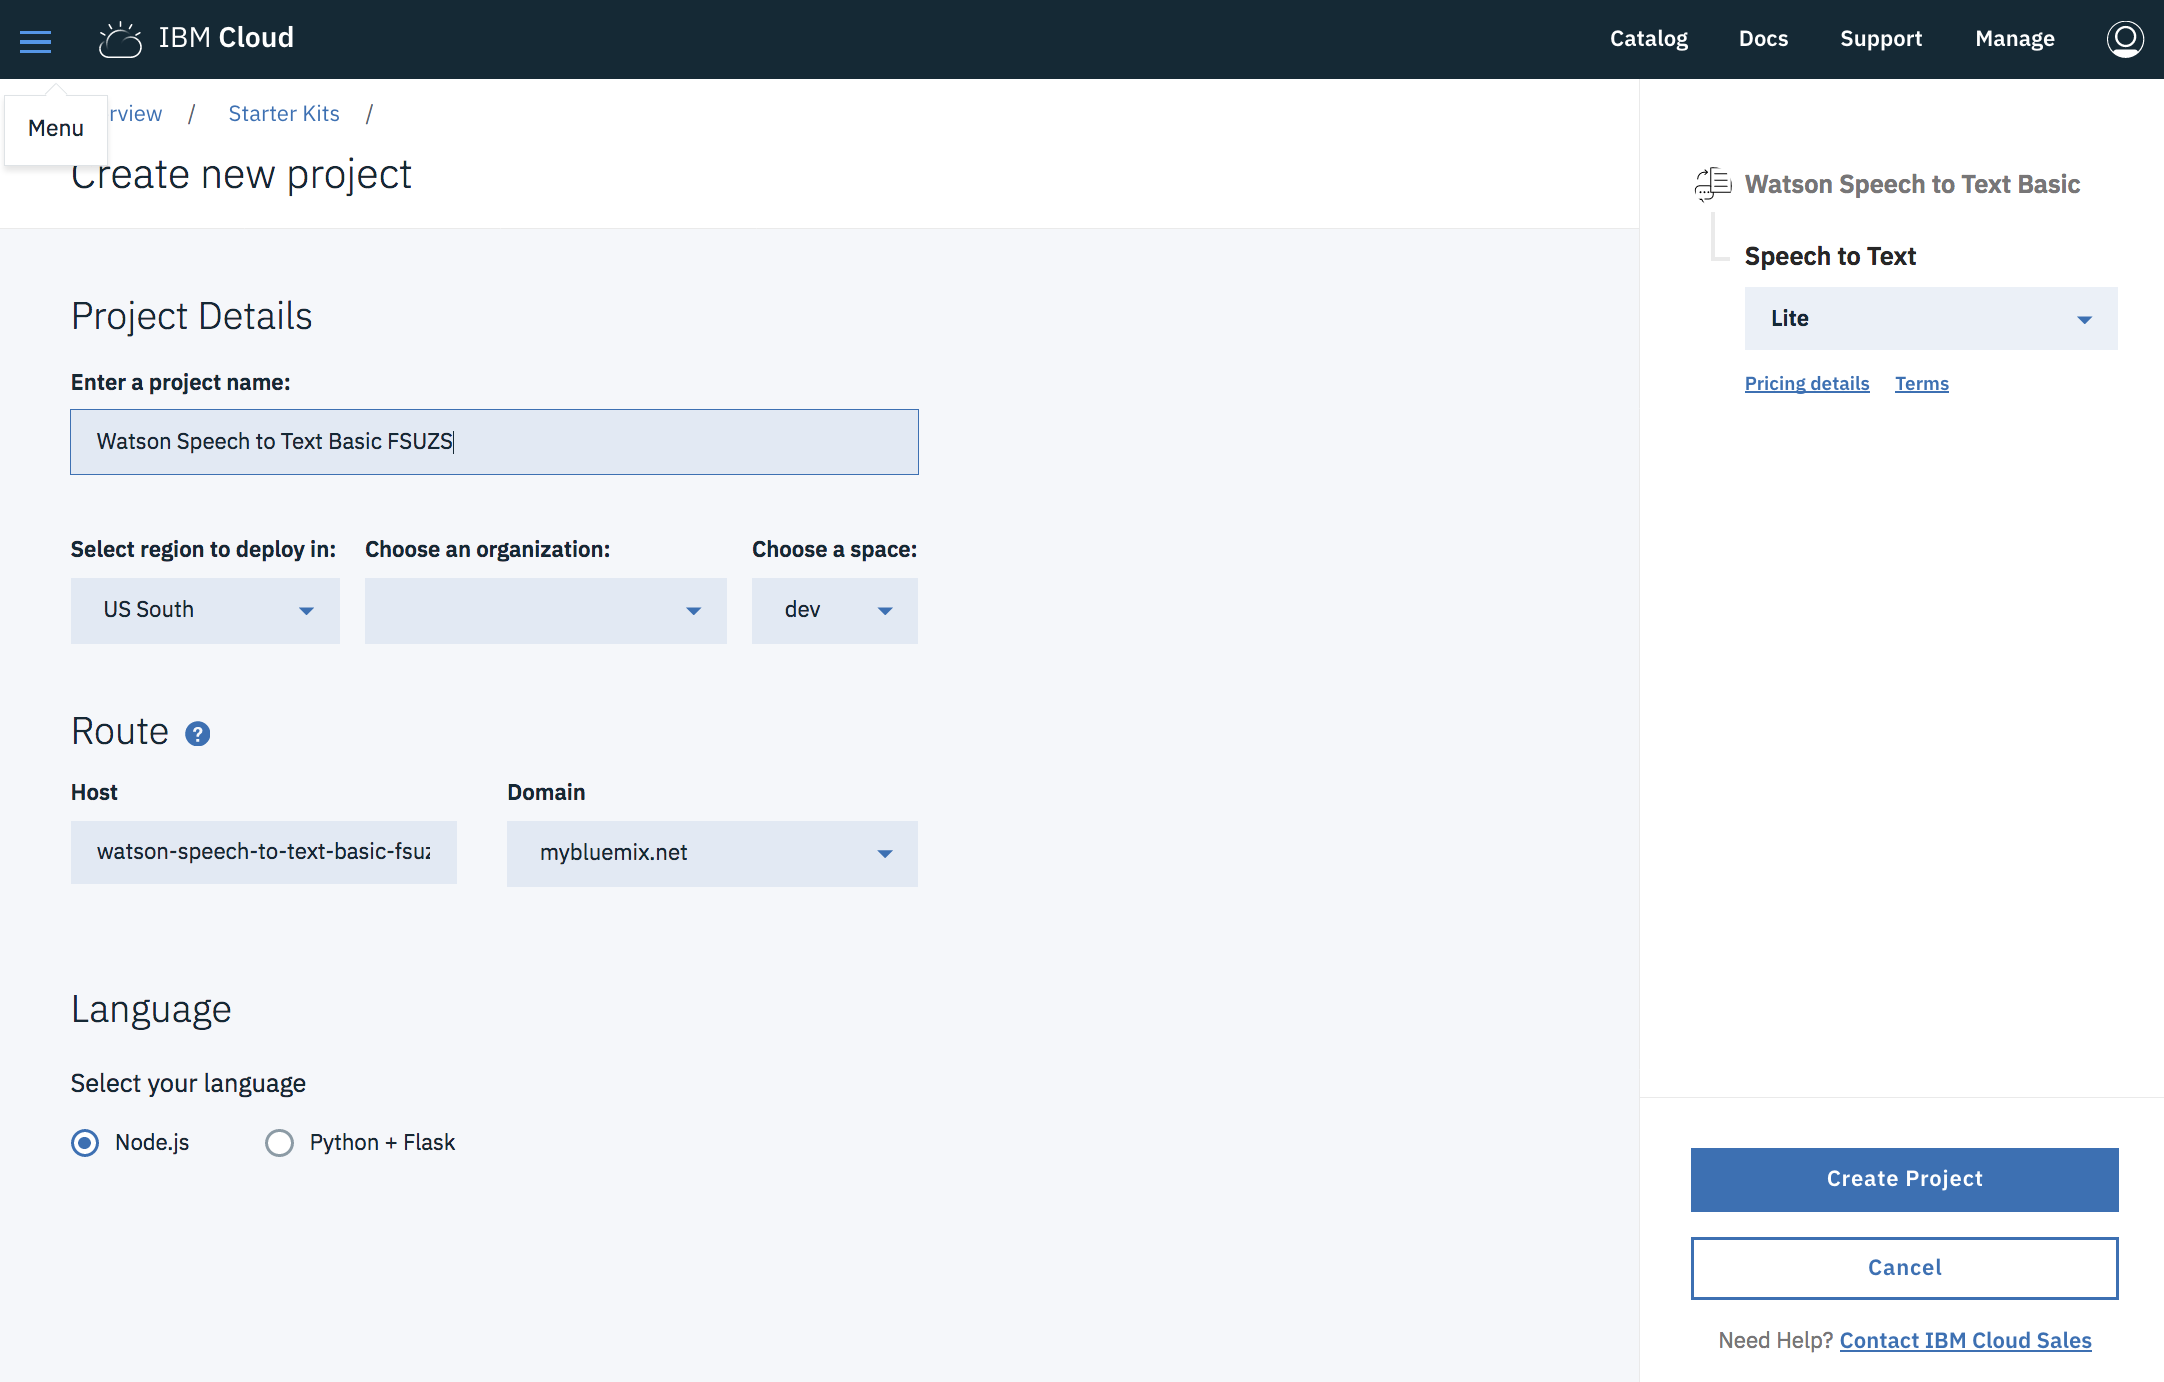 IBM Cloud
Catalog Docs Support Manage
Menu
rview / Starter Kits /
Create new project
Project Details
Enter a project name:
Watson Speech to Text Basic FSUZS
Select region to deploy in: Choose an organization: Choose a space:
US South dev
Route ?
Host Domain
watson-speech-to-text-basic-fsuz mybluemix.net
Language
Select your language
Node.js Python + Flask
Watson Speech to Text Basic
Speech to Text
Lite
Pricing details Terms
Create Project
Cancel
Need Help? Contact IBM Cloud Sales